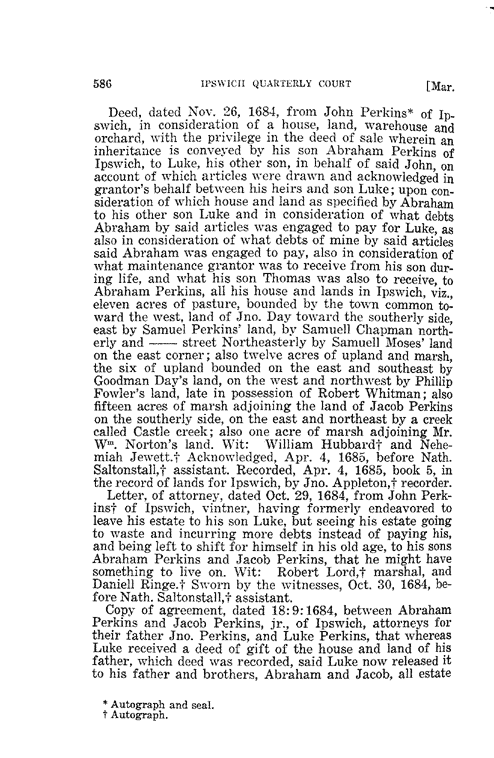 586 IPSWICH QUARTERLY COURT [Mar.
Deed, dated Nov. 26, 1684, from John Perkins* of Ip-
swich, in consideration of a house, land, warehouse and
orchard, with the privilege in the deed of sale wherein an
inheritance is conveyed by his son Abraham Perkins of
Ipswich, to Luke, his other son, in behalf of said John, on
account of which articles were drawn and acknowledged in
grantor's behalf between his heirs and son Luke; upon con-
sideration of which house and land as specified by Abraham
to his other son Luke and in consideration of what debts
Abraham by said articles was engaged to pay for Luke, as
also in consideration of what debts of mine by said articles
said Abraham was engaged to pay, also in consideration of
what maintenance grantor was to receive from his son dur-
ing life, and what his son Thomas was also to receive, to
Abraham Perkins, all his house and lands in Ipswich, viz.,
eleven acres of pasture, bounded by the town common to-
ward the west, land of Jno. Day toward the southerly side,
east by Samuel Perkins' land, by Samuell Chapman north-
erly and —— street Northeasterly by Samuell Moses' land
on the east corner; also twelve acres of upland and marsh,
the six of upland bounded on the east and southeast by
Goodman Day's land, on the west and northwest by Phillip
Fowler's land, late in possession of Robert Whitman; also
fifteen acres of marsh adjoining the land of Jacob Perkins
on the southerly side, on the east and northeast by a creek
called Castle creek; also one acre of marsh adjoining Mr.
Wᵐ. Norton's land. Wit: William Hubbard† and Nehe-
miah Jewett.† Acknowledged, Apr. 4, 1685, before Nath.
Saltonstall,† assistant. Recorded, Apr. 4, 1685, book 5, in
the record of lands for Ipswich, by Jno. Appleton,† recorder.
Letter, of attorney, dated Oct. 29, 1684, from John Perk-
ins† of Ipswich, vintner, having formerly endeavored to
leave his estate to his son Luke, but seeing his estate going
to waste and incurring more debts instead of paying his,
and being left to shift for himself in his old age, to his sons
Abraham Perkins and Jacob Perkins, that he might have
something to live on. Wit: Robert Lord,† marshal, and
Daniell Ringe.† Sworn by the witnesses, Oct. 30, 1684, be-
fore Nath. Saltonstall,† assistant.
Copy of agreement, dated 18:9:1684, between Abraham
Perkins and Jacob Perkins, jr., of Ipswich, attorneys for
their father Jno. Perkins, and Luke Perkins, that whereas
Luke received a deed of gift of the house and land of his
father, which deed was recorded, said Luke now released it
to his father and brothers, Abraham and Jacob, all estate
* Autograph and seal.
† Autograph.